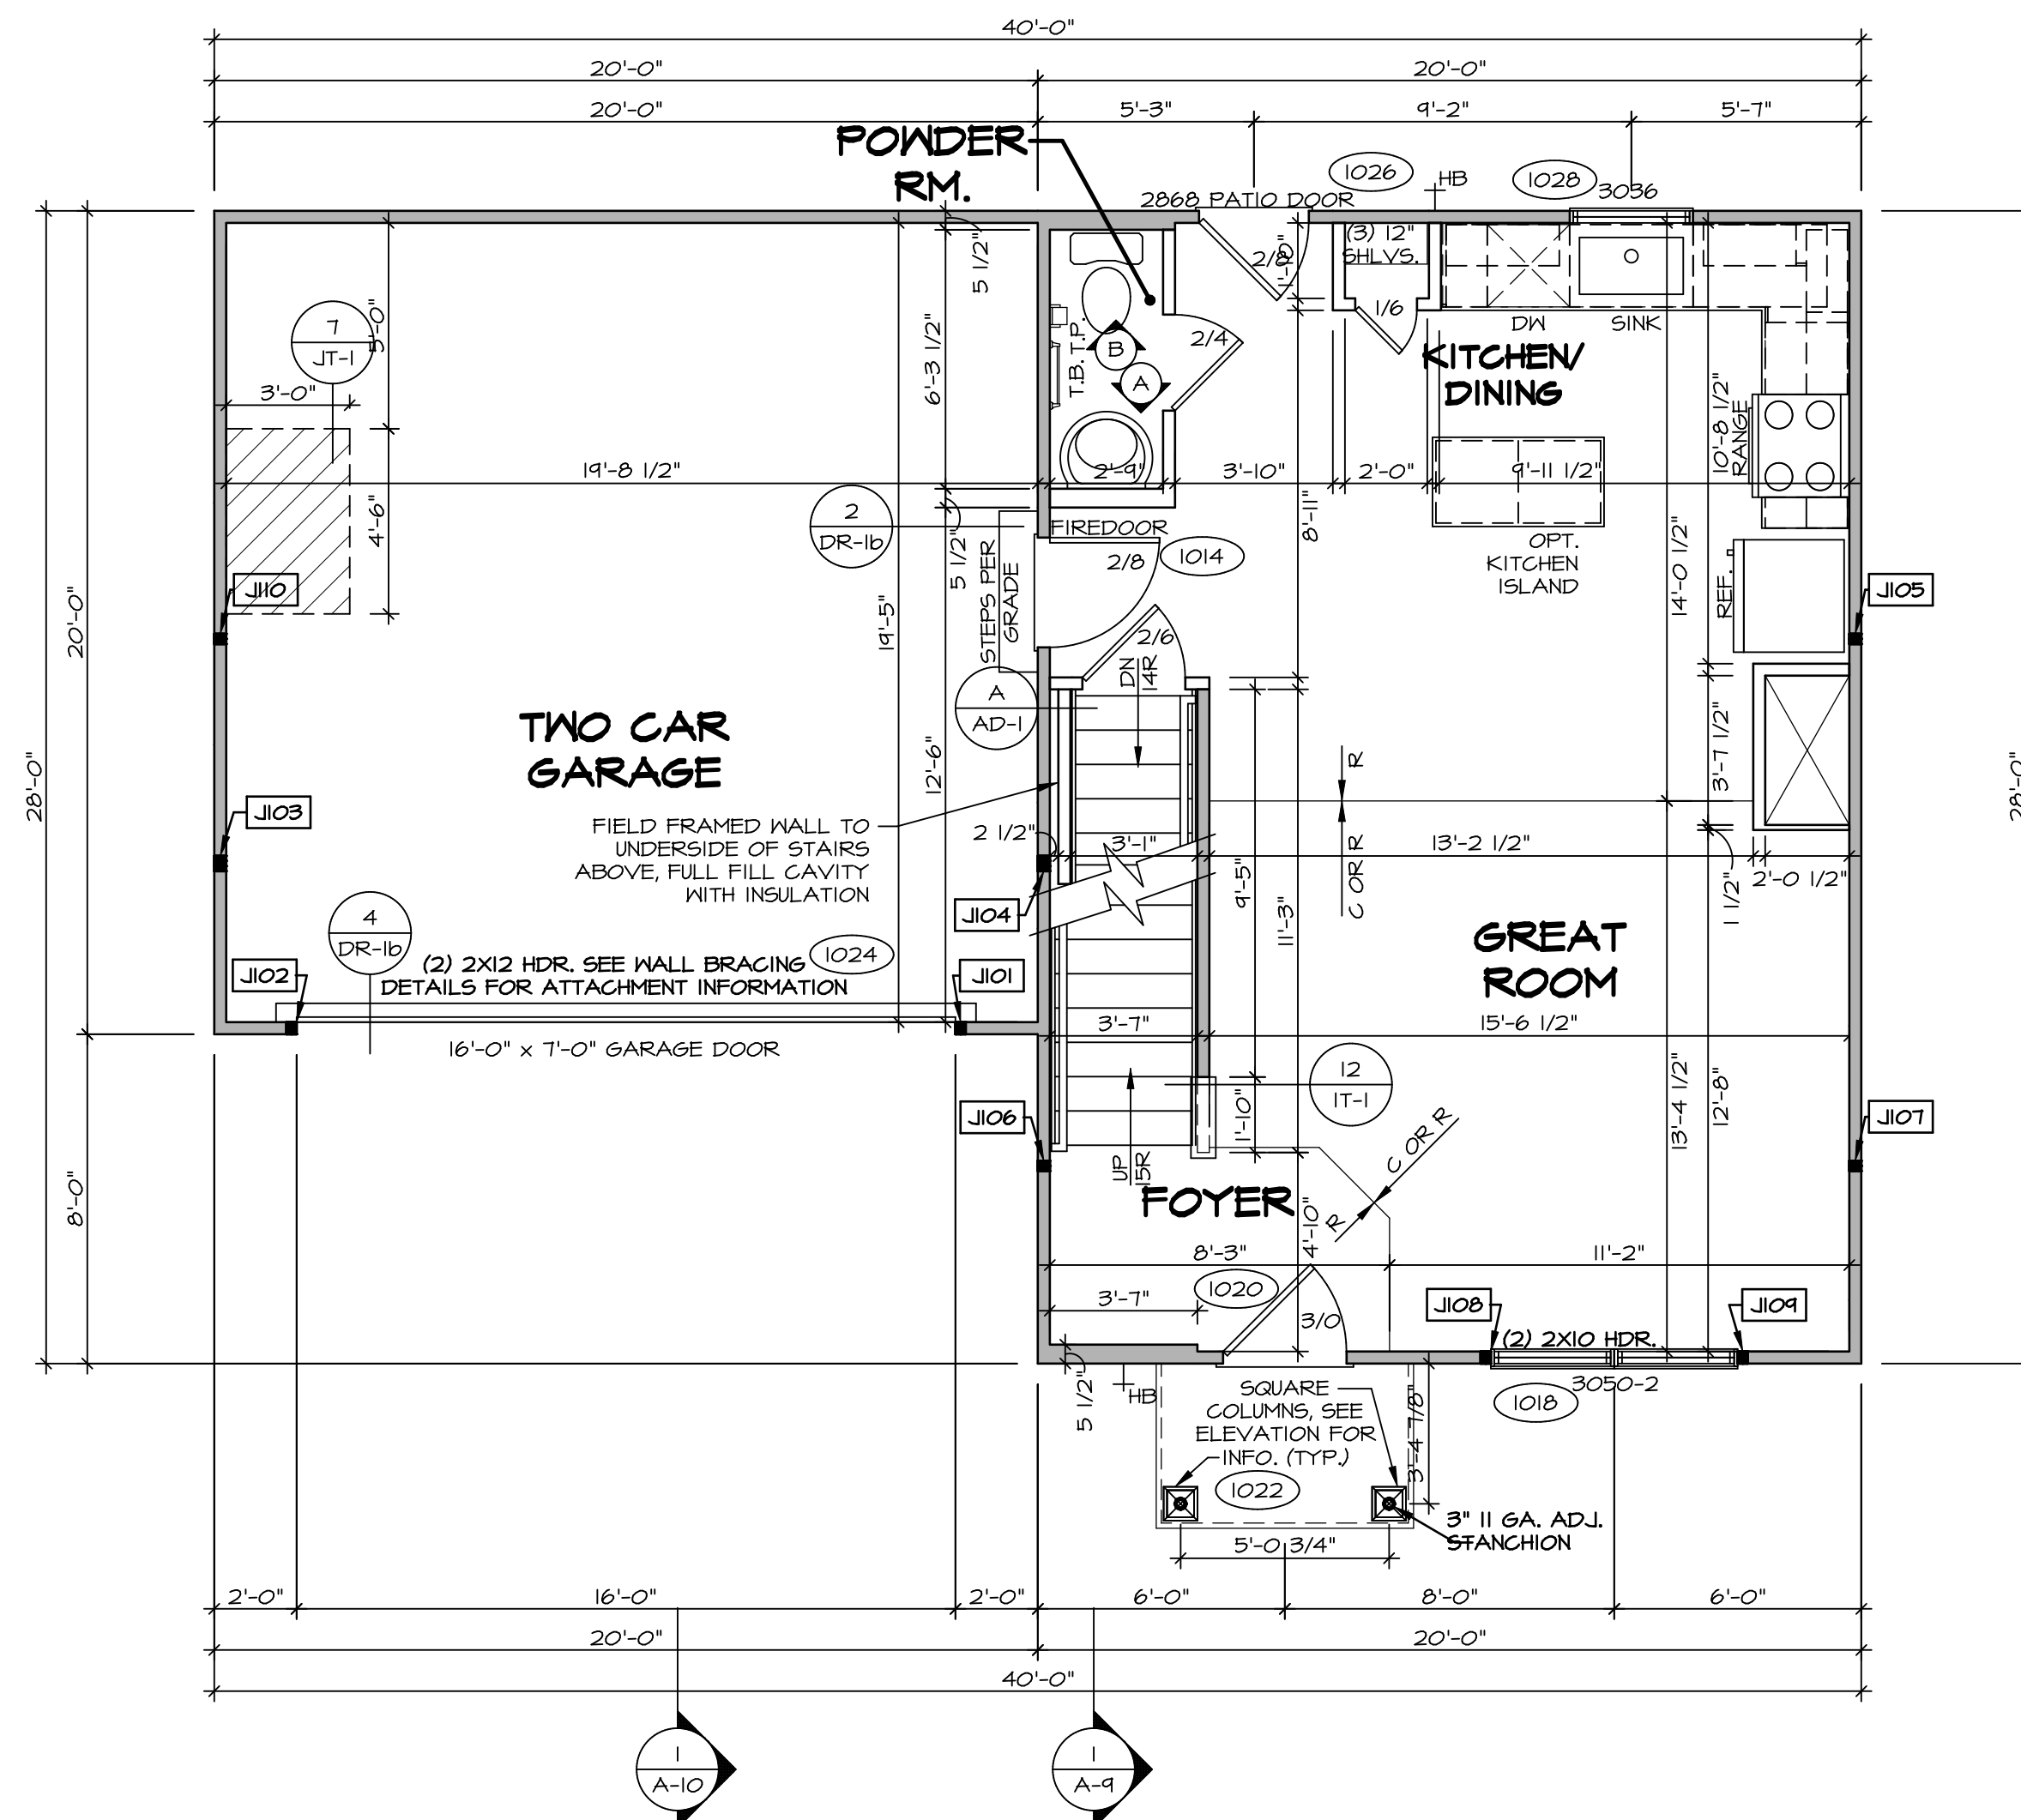 40'-0"
20'-0"
20'-0"
20'-0"
5'-3"
9'-2"
5'-7"
POWDER
RM.
2868 PATIO DOOR
1026
HB
1028
3036
(3) 12"
SHLVS.
2/8
5 1/2"
7
JT-1
5'-0"
3'-0"
6'-3 1/2"
T.B. T.P.
B
A
2/4
1/6
DW
SINK
KITCHEN/
DINING
10'-8 1/2"
RANGE
19'-8 1/2"
2'-9"
3'-10"
2'-0"
9'-11 1/2"
4'-6"
2
DR-1b
5 1/2"
FIREDOOR
2/8
1014
8'-11"
OPT.
KITCHEN
ISLAND
14'-0 1/2"
REF.
J110
J105
20'-0"
28'-0"
28'-0"
19'-5"
STEPS PER
GRADE
2/6
DN
14R
A
AD-1
TWO CAR
GARAGE
12'-6"
J103
FIELD FRAMED WALL TO
UNDERSIDE OF STAIRS
ABOVE, FULL FILL CAVITY
WITH INSULATION
2 1/2"
3'-1"
13'-2 1/2"
R
C OR R
3'-7 1/2"
2'-0 1/2"
1 1/2"
9'-5"
11'-3"
J104
4
DR-1b
1024
(2) 2X12 HDR. SEE WALL BRACING
DETAILS FOR ATTACHMENT INFORMATION
J102
J101
GREAT
ROOM
16'-0" x 7'-0" GARAGE DOOR
3'-7"
15'-6 1/2"
12
IT-1
1'-10"
13'-4 1/2"
12'-8"
J106
J107
C OR R
R
UP
15R
FOYER
8'-0"
4'-10"
8'-3"
11'-2"
1020
3'-7"
3/0
J108
J109
(2) 2X10 HDR.
3050-2
1018
5 1/2"
HB
SQUARE
COLUMNS, SEE
ELEVATION FOR
INFO. (TYP.)
3'-4 7/8"
1022
3" 11 GA. ADJ.
STANCHION
5'-0 3/4"
2'-0"
16'-0"
2'-0"
6'-0"
8'-0"
6'-0"
20'-0"
20'-0"
40'-0"
1
A-10
1
A-9